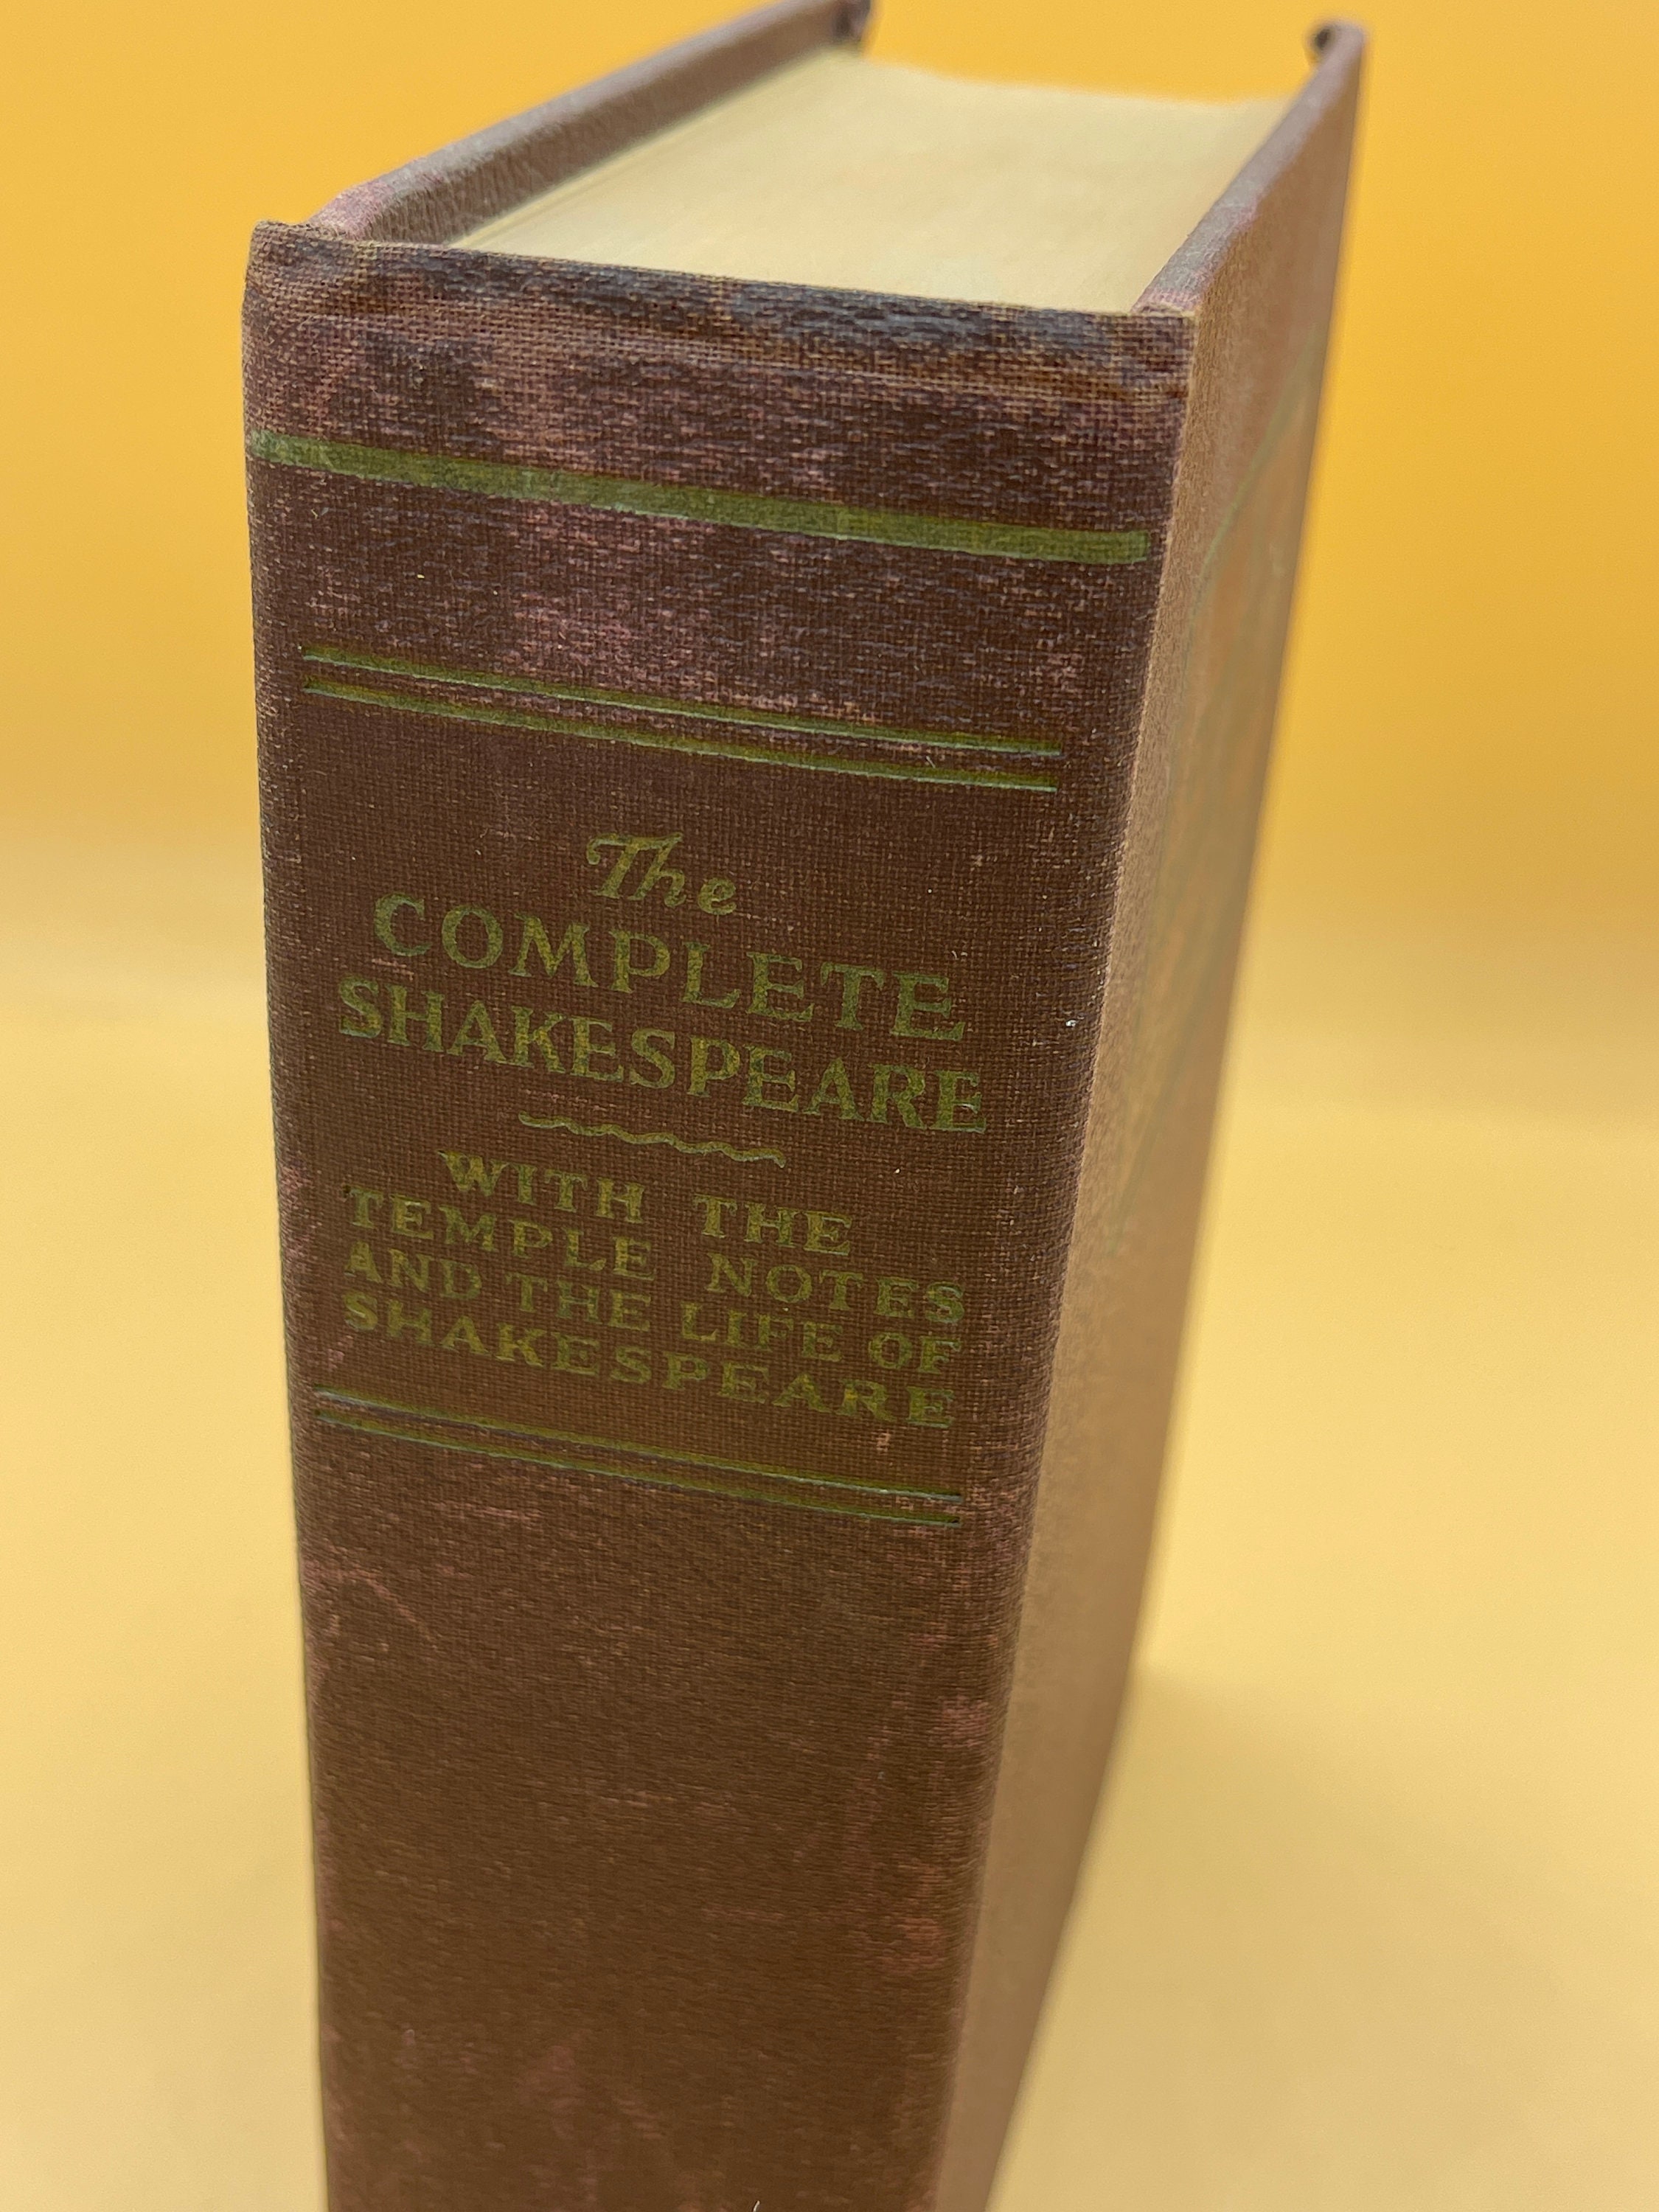 The
COMPLETE
SHAKESPEARE
WITH THE
TEMPLE NOTES
AND THE LIFE OF
SHAKESPEARE